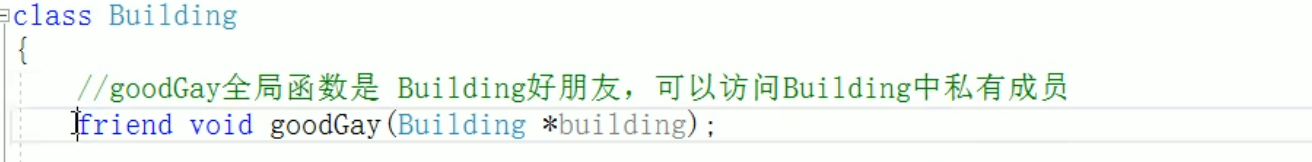 class Building
{
//goodGay全局函数是 Building好朋友，可以访问Building中私有成员
friend void goodGay(Building *building);